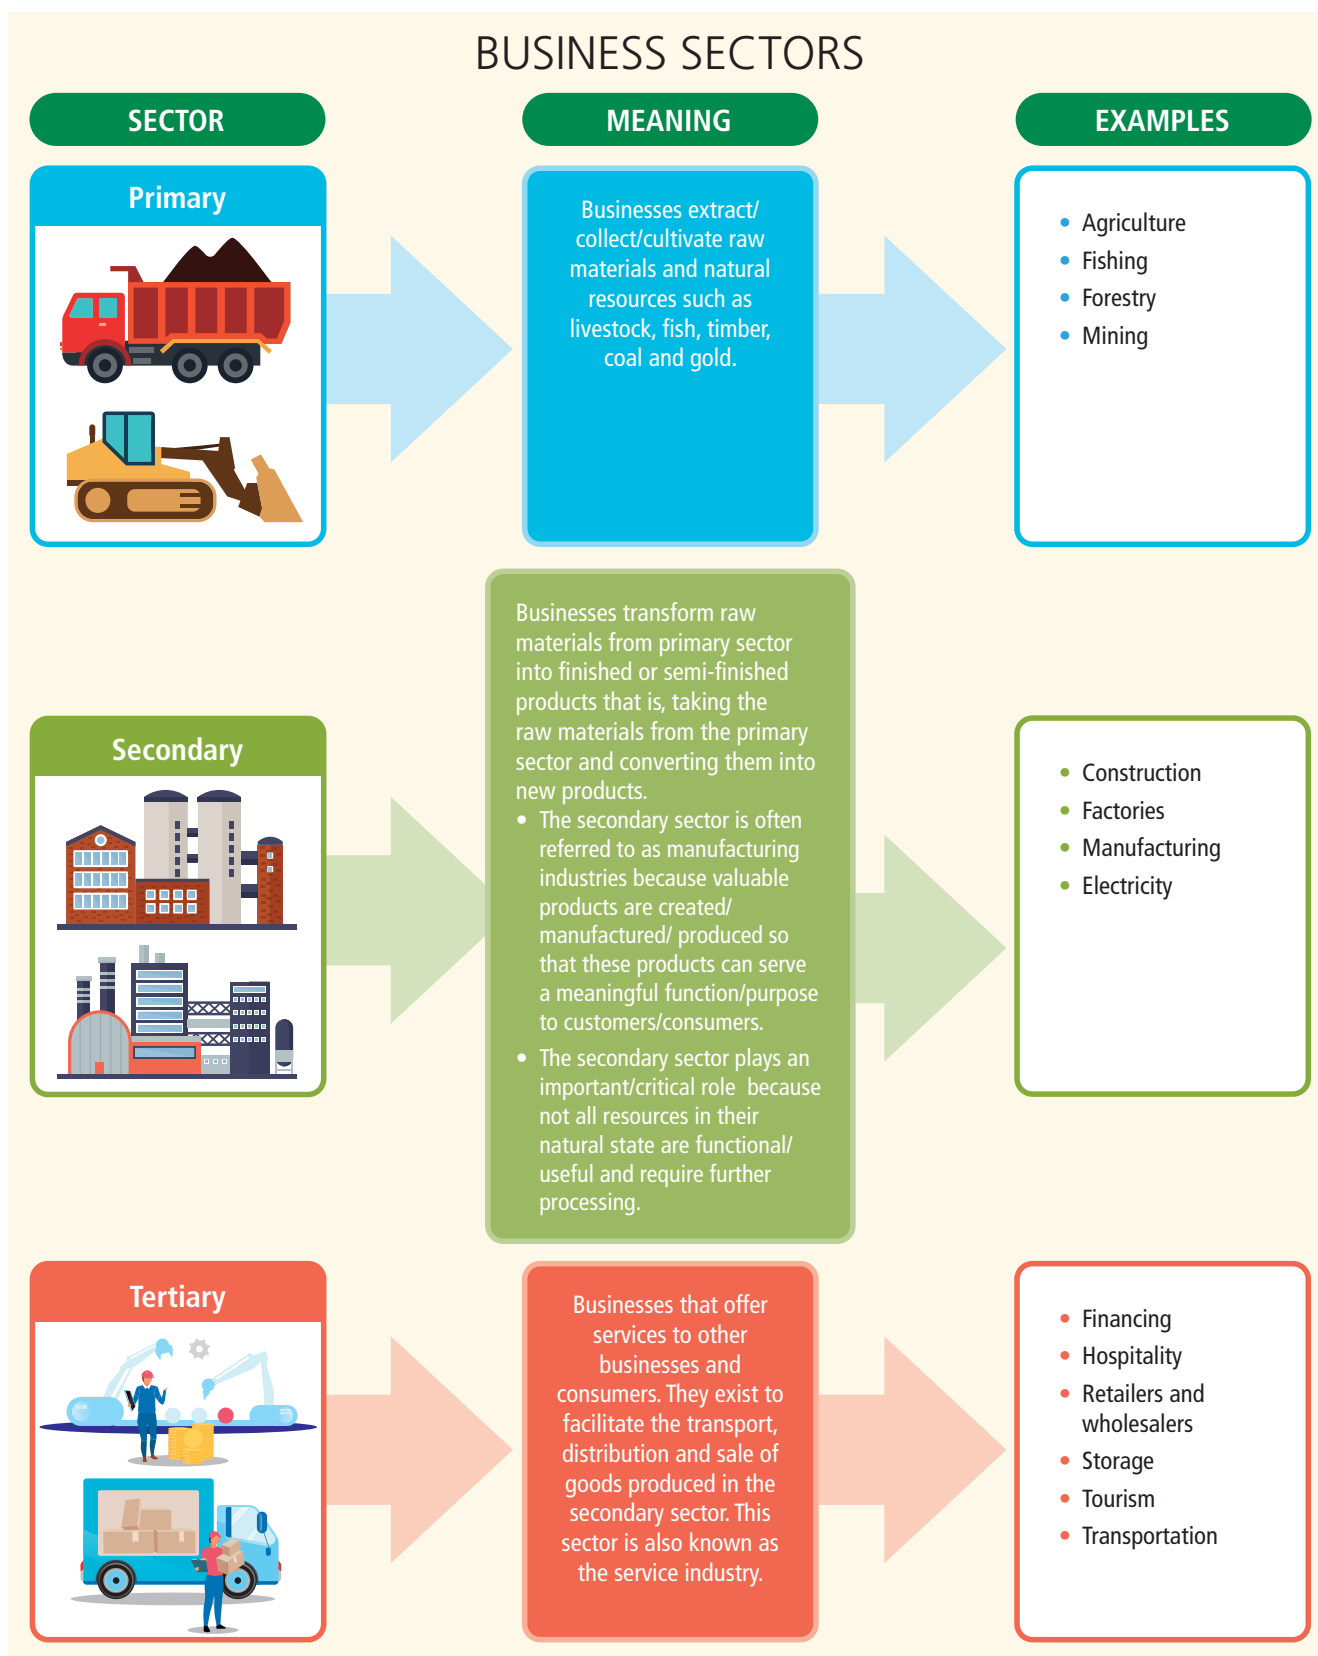 BUSINESS SECTORS
SECTOR
MEANING
EXAMPLES
Primary
Businesses extract/
collect/cultivate raw
materials and natural
resources such as
livestock, fish, timber,
coal and gold.
• Agriculture
• Fishing
• Forestry
• Mining
Secondary
Businesses transform raw
materials from primary sector
into finished or semi-finished
products that is, taking the
raw materials from the primary
sector and converting them into
new products.
• The secondary sector is often
referred to as manufacturing
industries because valuable
products are created/
manufactured/ produced so
that these products can serve
a meaningful function/purpose
to customers/consumers.
• The secondary sector plays an
important/critical role  because
not all resources in their
natural state are functional/
useful and require further
processing.
• Construction
• Factories
• Manufacturing
• Electricity
Tertiary
Businesses that offer
services to other
businesses and
consumers. They exist to
facilitate the transport,
distribution and sale of
goods produced in the
secondary sector. This
sector is also known as
the service industry.
• Financing
• Hospitality
• Retailers and
wholesalers
• Storage
• Tourism
• Transportation